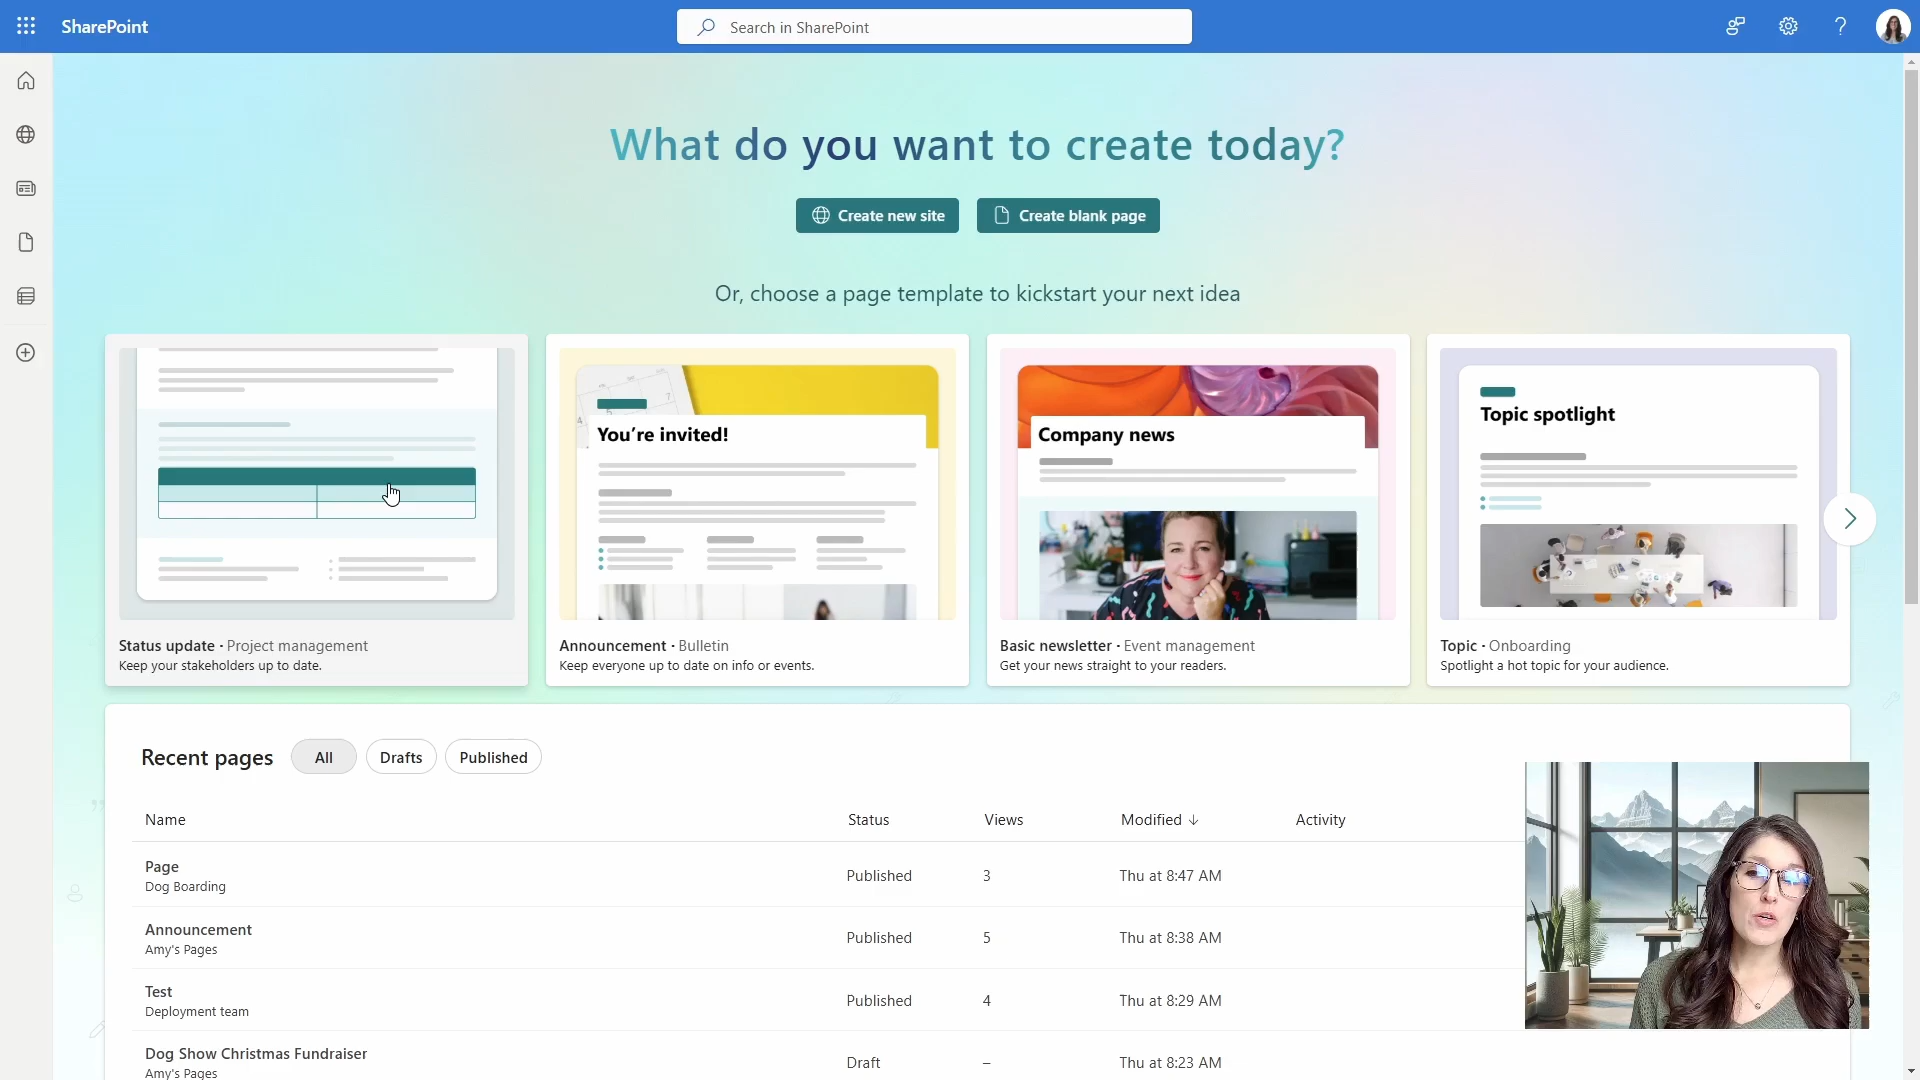 SharePoint
Search in SharePoint
What do you want to create today?
Create new site
Create blank page
Or, choose a page template to kickstart your next idea
You're invited!
Company news
Topic spotlight
Status update · Project management
Keep your stakeholders up to date.
Announcement · Bulletin
Keep everyone up to date on info or events.
Basic newsletter · Event management
Get your news straight to your readers.
Topic · Onboarding
Spotlight a hot topic for your audience.
Recent pages All Drafts Published
Name Status Views Modified ↓ Activity
Page
Dog Boarding
Published 3 Thu at 8:47 AM
Announcement
Amy's Pages
Published 5 Thu at 8:38 AM
Test
Deployment team
Published 4 Thu at 8:29 AM
Dog Show Christmas Fundraiser
Amy's Pages
Draft – Thu at 8:23 AM